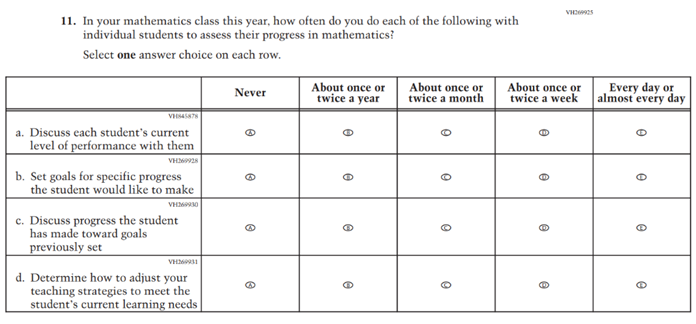 VH269925
11. In your mathematics class this year, how often do you do each of the following with
individual students to assess their progress in mathematics?
Select one answer choice on each row.
Never
About once or
twice a year
About once or
twice a month
About once or
twice a week
Every day or
almost every day
VH845878
a. Discuss each student's current
level of performance with them
A B C D E
VH269928
b. Set goals for specific progress
the student would like to make
A B C D E
VH269930
c. Discuss progress the student
has made toward goals
previously set
A B C D E
VH269931
d. Determine how to adjust your
teaching strategies to meet the
student's current learning needs
A B C D E